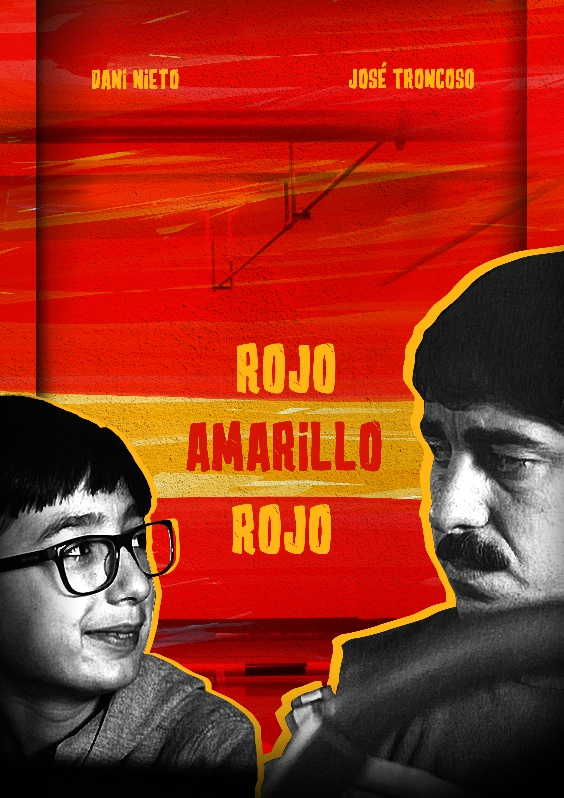 DANI NIETO
JOSÉ TRONCOSO
ROJO
AMARILLO
ROJO